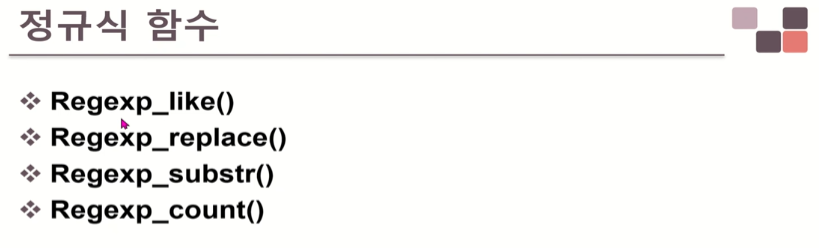 정규식 함수
Regexp_like()
Regexp_replace()
Regexp_substr()
Regexp_count()